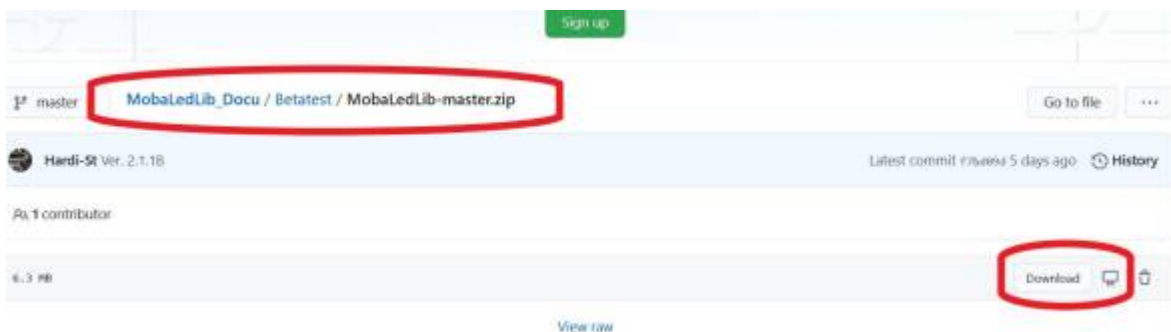 Sign up
master
MobaLedLib_Docu / Betatest / MobaLedLib-master.zip
Go to file ...
Hardi-St Ver. 2.1.1B
Latest commit 5 days ago History
1 contributor
6.3 MB
Download
View raw